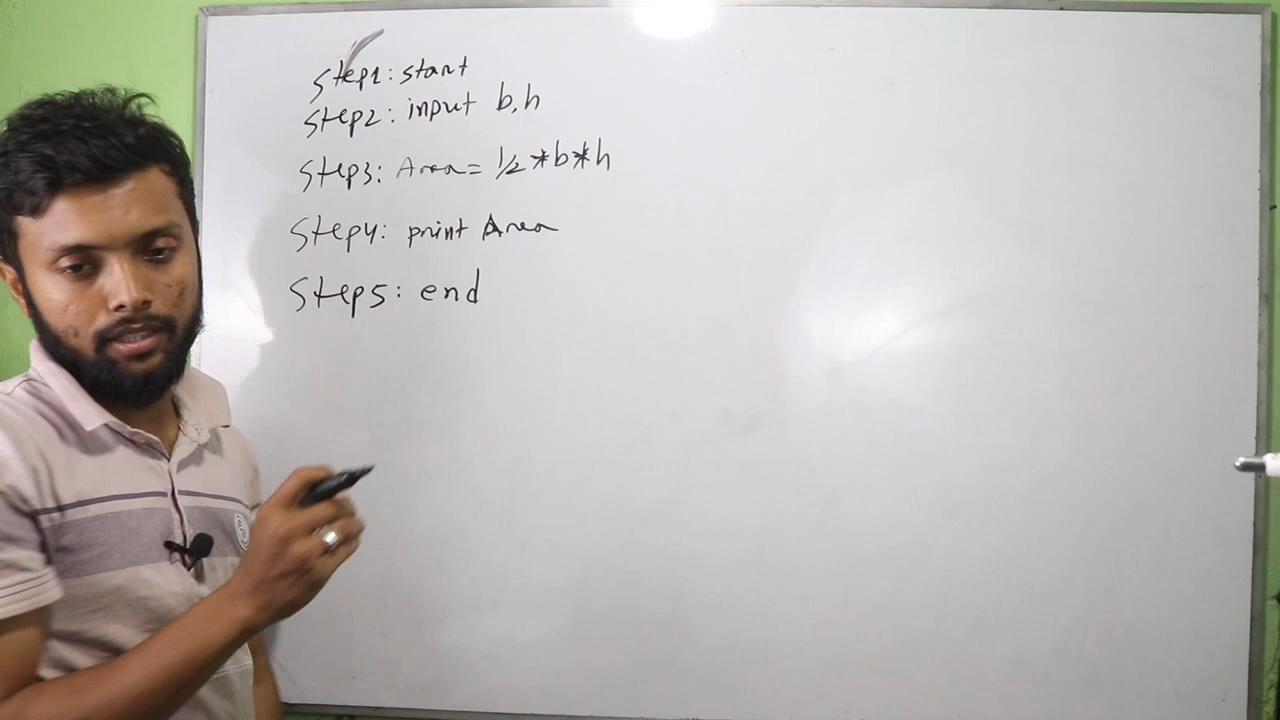 Step1: start
Step2: input b,h
Step3: Area= 1/2 *b*h
Step4: print Area
Step5: end